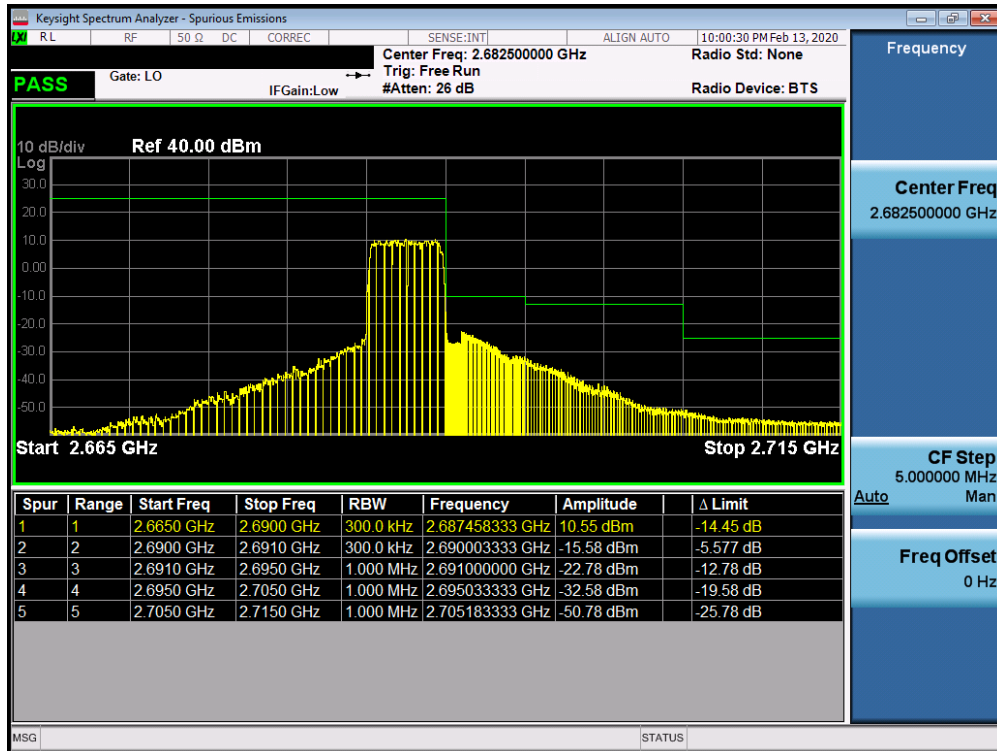 Keysight Spectrum Analyzer - Spurious Emissions
LXI RL RF 50 Ω DC CORREC SENSE:INT ALIGN AUTO 10:00:30 PM Feb 13, 2020
Center Freq: 2.682500000 GHz Radio Std: None
Gate: LO Trig: Free Run
PASS IFGain:Low #Atten: 26 dB Radio Device: BTS
10 dB/div Ref 40.00 dBm
Log
30.0
20.0
10.0
0.00
-10.0
-20.0
-30.0
-40.0
-50.0
Start 2.665 GHz Stop 2.715 GHz
Spur Range Start Freq Stop Freq RBW Frequency Amplitude Δ Limit
1 1 2.6650 GHz 2.6900 GHz 300.0 kHz 2.687458333 GHz 10.55 dBm -14.45 dB
2 2 2.6900 GHz 2.6910 GHz 300.0 kHz 2.690003333 GHz -15.58 dBm -5.577 dB
3 3 2.6910 GHz 2.6950 GHz 1.000 MHz 2.691000000 GHz -22.78 dBm -12.78 dB
4 4 2.6950 GHz 2.7050 GHz 1.000 MHz 2.695033333 GHz -32.58 dBm -19.58 dB
5 5 2.7050 GHz 2.7150 GHz 1.000 MHz 2.705183333 GHz -50.78 dBm -25.78 dB
MSG STATUS
Frequency
Center Freq
2.682500000 GHz
CF Step
5.000000 MHz
Auto Man
Freq Offset
0 Hz